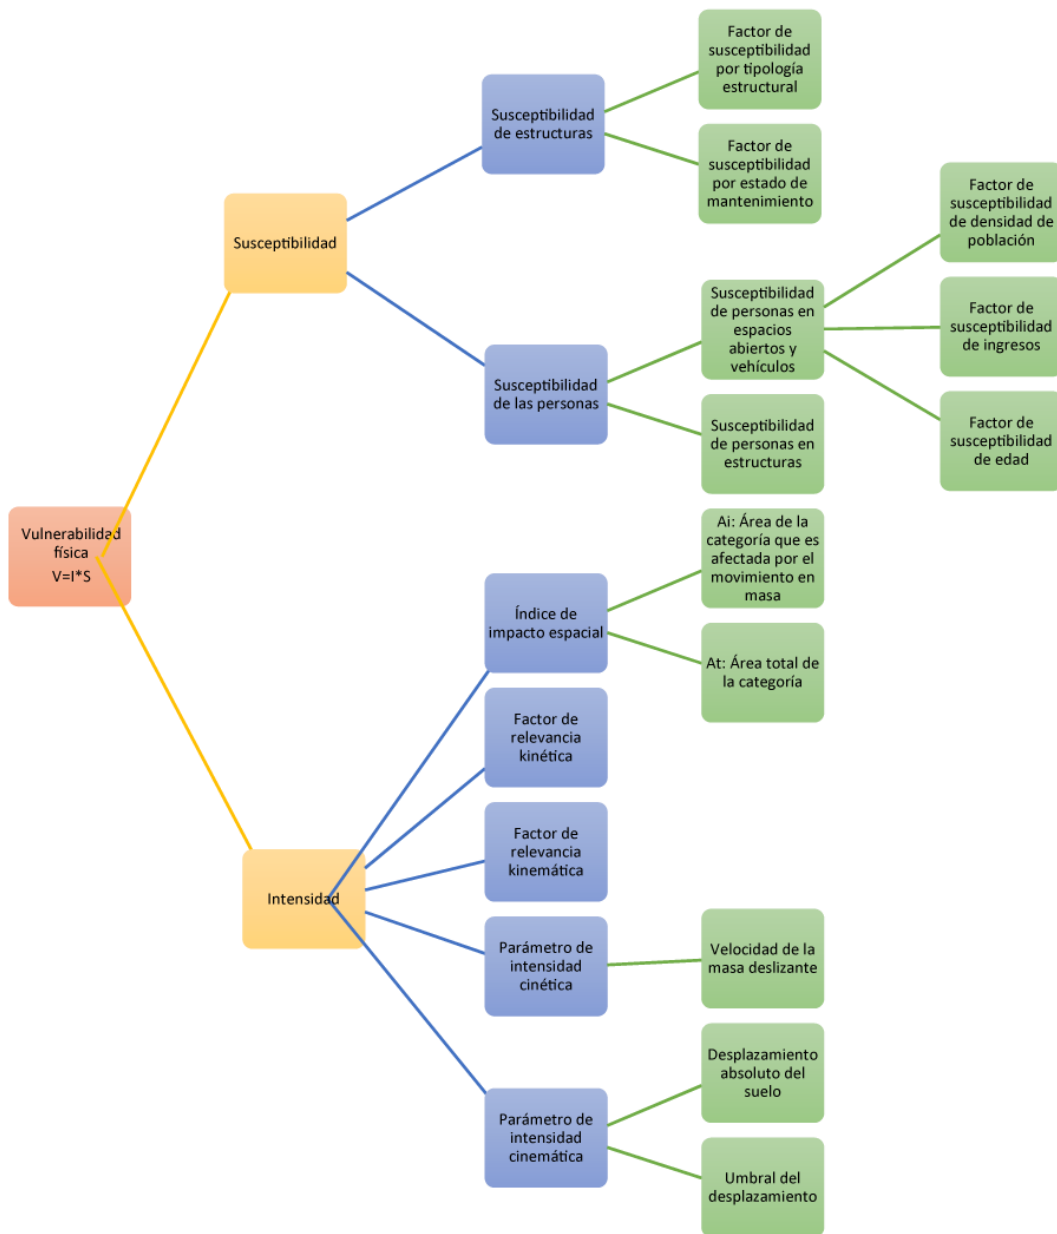 Factor de
susceptibilidad
por tipología
estructural
Susceptibilidad
de estructuras
Factor de
susceptibilidad
por estado de
mantenimiento
Factor de
susceptibilidad
de densidad de
población
Susceptibilidad
Susceptibilidad
de personas en
espacios
abiertos y
vehículos
Factor de
susceptibilidad
de ingresos
Susceptibilidad
de las personas
Susceptibilidad
de personas en
estructuras
Factor de
susceptibilidad
de edad
Vulnerabilidad
física
V=I*S
Ai: Área de la
categoría que es
afectada por el
movimiento en
masa
Índice de
impacto espacial
At: Área total de
la categoría
Factor de
relevancia
kinética
Factor de
relevancia
kinemática
Intensidad
Parámetro de
intensidad
cinética
Velocidad de la
masa deslizante
Desplazamiento
absoluto del
suelo
Parámetro de
intensidad
cinemática
Umbral del
desplazamiento